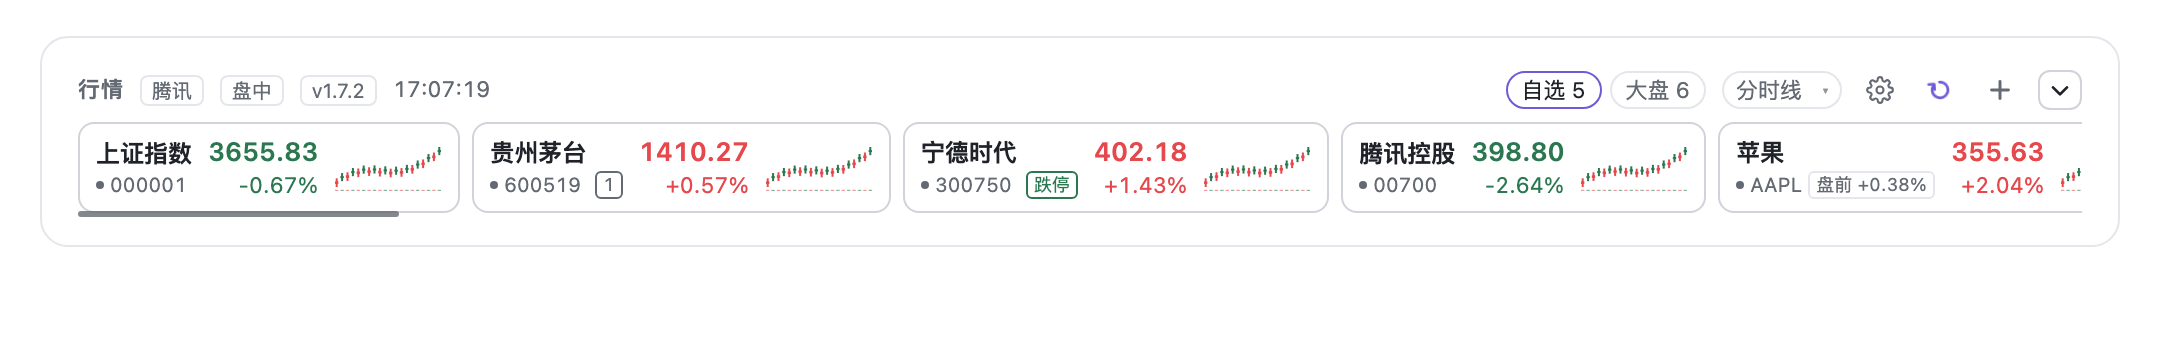 行情 腾讯 盘中 v1.7.2 17:07:19 自选 5 大盘 6 分时线
上证指数 3655.83
000001 -0.67%
贵州茅台 1410.27
600519 1 +0.57%
宁德时代 402.18
300750 跌停 +1.43%
腾讯控股 398.80
00700 -2.64%
苹果 355.63
AAPL 盘前 +0.38% +2.04%